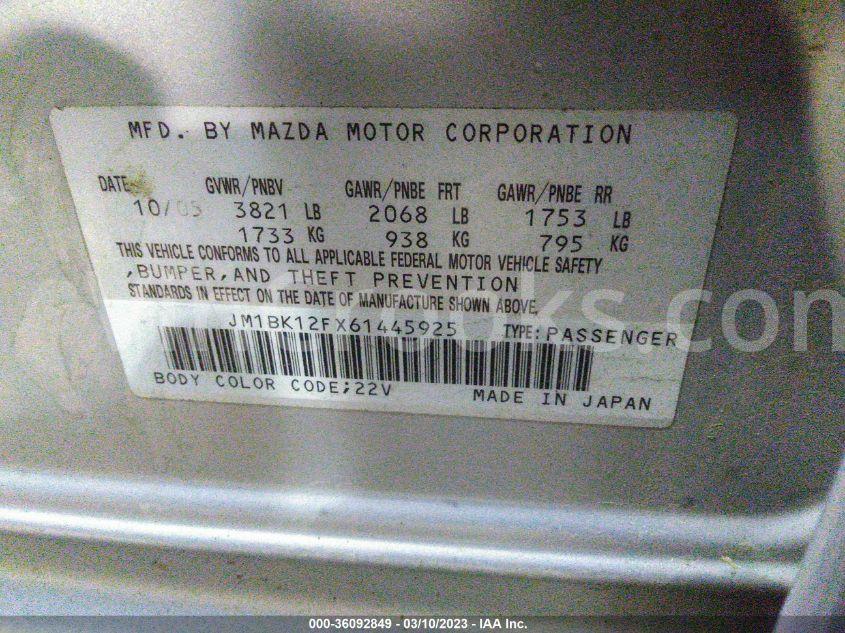 MFD. BY MAZDA MOTOR CORPORATION
DATE GVWR/PNBV GAWR/PNBE FRT GAWR/PNBE RR
10/05 3821 LB 2068 LB 1753 LB
1733 KG 938 KG 795 KG
THIS VEHICLE CONFORMS TO ALL APPLICABLE FEDERAL MOTOR VEHICLE SAFETY
,BUMPER,AND THEFT PREVENTION
STANDARDS IN EFFECT ON THE DATE OF MANUFACTURE SHOWN ABOVE.
JM1BK12FX61445925 TYPE:PASSENGER
BODY COLOR CODE;22V MADE IN JAPAN
000-36092849 - 03/10/2023 - IAA Inc.